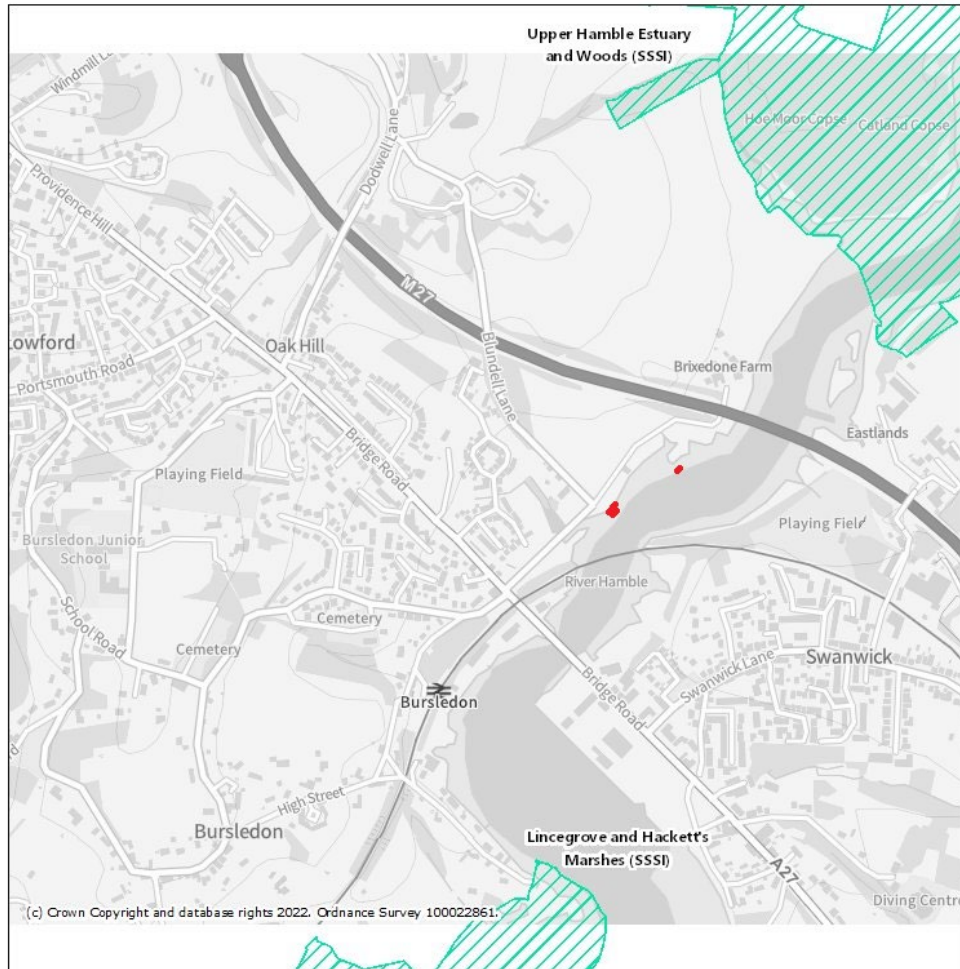 Upper Hamble Estuary
and Woods (SSSI)
Windmill La
Hoe Moor Copse
Catland Copse
Dodwell Lane
Providence Hill
M27
Lowford
Oak Hill
Blundell Lane
Brixedone Farm
Portsmouth Road
Eastlands
Bridge Road
Playing Field
Playing Field
Bursledon Junior
School
River Hamble
Cemetery
School Road
Cemetery
Swanwick Lane
Swanwick
Bridge Road
Bursledon
High Street
Bursledon
Lincegrove and Hackett's
Marshes (SSSI)
A27
Diving Centre
(c) Crown Copyright and database rights 2022. Ordnance Survey 100022861.